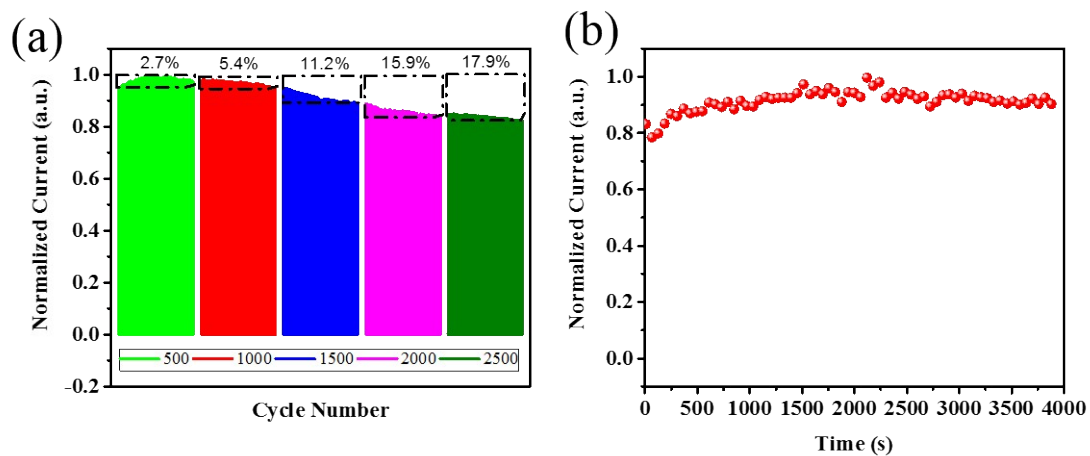 (a)
2.7% 5.4% 11.2% 15.9% 17.9%
1.0
0.8
0.6
0.4
0.2
0.0
-0.2
Normalized Current (a.u.)
500 1000 1500 2000 2500
Cycle Number
(b)
1.0
0.8
0.6
0.4
0.2
0.0
Normalized Current (a.u.)
0 500 1000 1500 2000 2500 3000 3500 4000
Time (s)